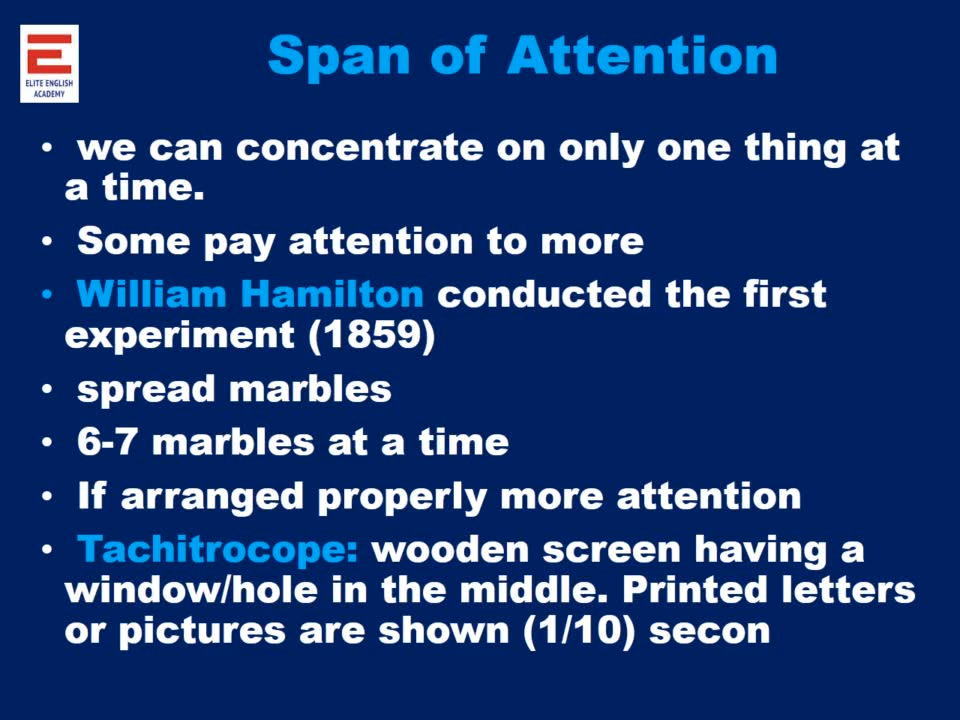 E
ELITE ENGLISH
ACADEMY
Span of Attention
• we can concentrate on only one thing at
a time.
• Some pay attention to more
• William Hamilton conducted the first
experiment (1859)
• spread marbles
• 6-7 marbles at a time
• If arranged properly more attention
• Tachitrocope: wooden screen having a
window/hole in the middle. Printed letters
or pictures are shown (1/10) secon